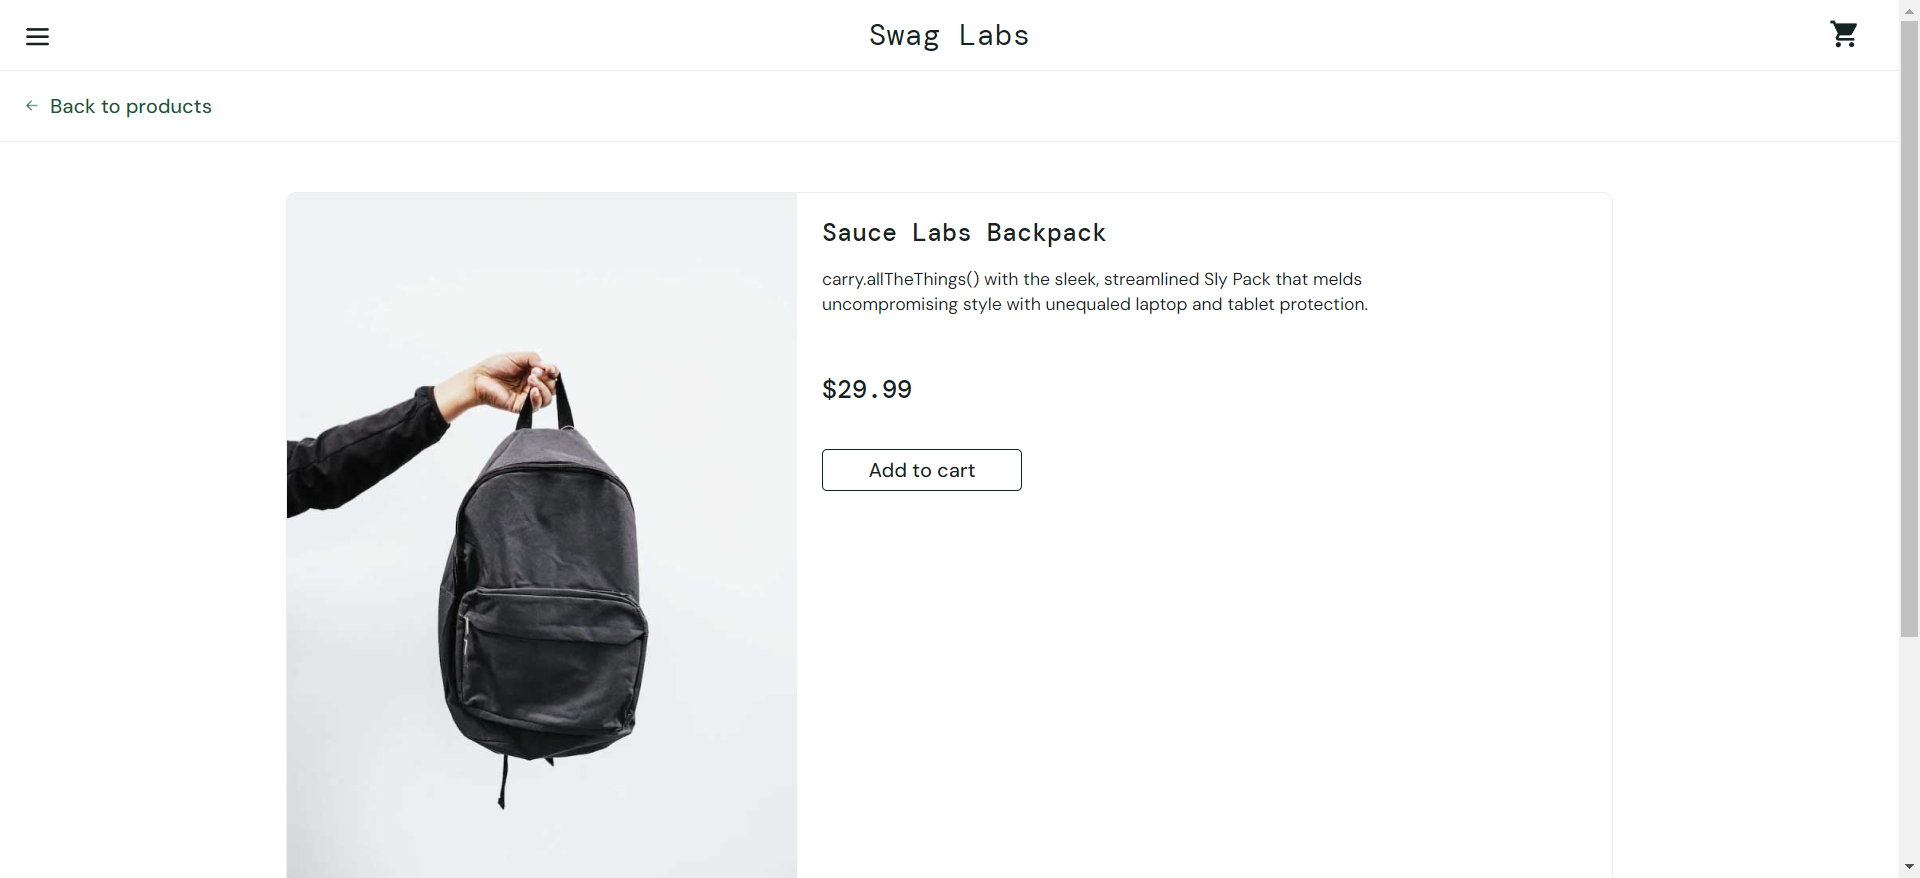 Swag Labs
Back to products
Sauce Labs Backpack
carry.allTheThings() with the sleek, streamlined Sly Pack that melds
uncompromising style with unequaled laptop and tablet protection.
$29.99
Add to cart